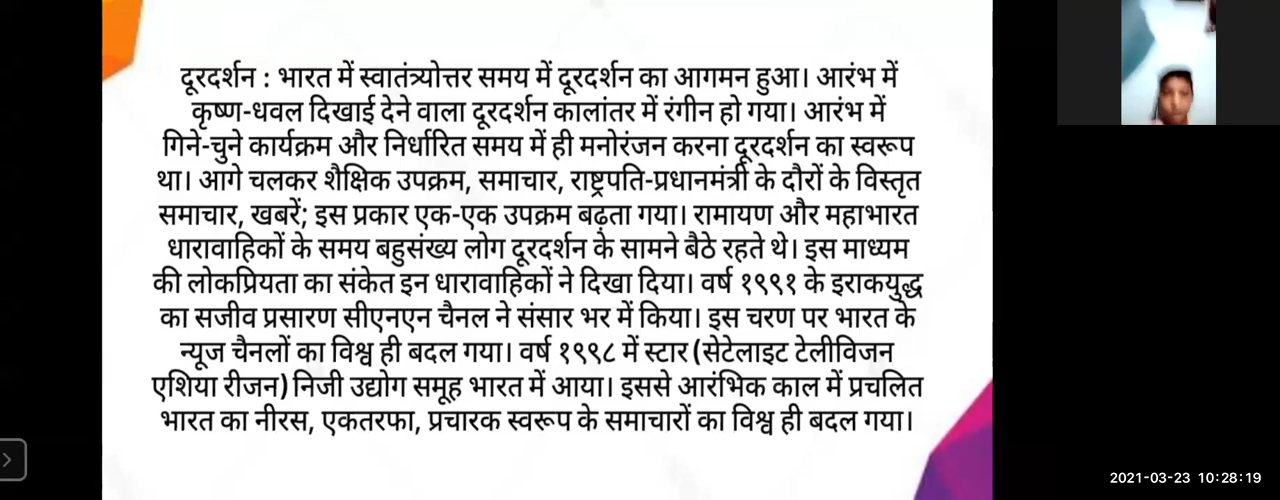 दूरदर्शन : भारत में स्वातंत्र्योत्तर समय में दूरदर्शन का आगमन हुआ। आरंभ में
कृष्ण-धवल दिखाई देने वाला दूरदर्शन कालांतर में रंगीन हो गया। आरंभ में
गिने-चुने कार्यक्रम और निर्धारित समय में ही मनोरंजन करना दूरदर्शन का स्वरूप
था। आगे चलकर शैक्षिक उपक्रम, समाचार, राष्ट्रपति-प्रधानमंत्री के दौरों के विस्तृत
समाचार, खबरें; इस प्रकार एक-एक उपक्रम बढ़ता गया। रामायण और महाभारत
धारावाहिकों के समय बहुसंख्य लोग दूरदर्शन के सामने बैठे रहते थे। इस माध्यम
की लोकप्रियता का संकेत इन धारावाहिकों ने दिखा दिया। वर्ष १९९१ के इराकयुद्ध
का सजीव प्रसारण सीएनएन चैनल ने संसार भर में किया। इस चरण पर भारत के
न्यूज चैनलों का विश्व ही बदल गया। वर्ष १९९८ में स्टार (सेटेलाइट टेलीविजन
एशिया रीजन) निजी उद्योग समूह भारत में आया। इससे आरंभिक काल में प्रचलित
भारत का नीरस, एकतरफा, प्रचारक स्वरूप के समाचारों का विश्व ही बदल गया।
2021-03-23 10:28:19